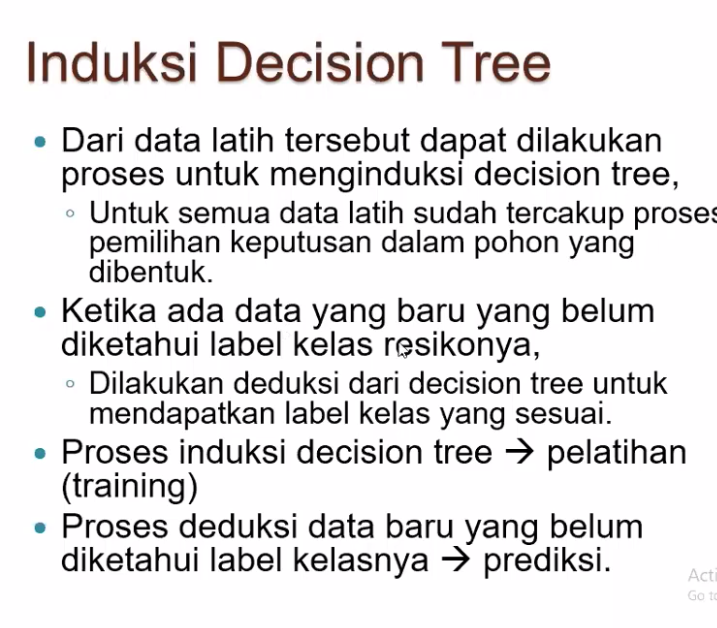 Induksi Decision Tree
• Dari data latih tersebut dapat dilakukan
proses untuk menginduksi decision tree,
◦ Untuk semua data latih sudah tercakup proses
pemilihan keputusan dalam pohon yang
dibentuk.
• Ketika ada data yang baru yang belum
diketahui label kelas resikonya,
◦ Dilakukan deduksi dari decision tree untuk
mendapatkan label kelas yang sesuai.
• Proses induksi decision tree → pelatihan
(training)
• Proses deduksi data baru yang belum
diketahui label kelasnya → prediksi.
Acti
Go to